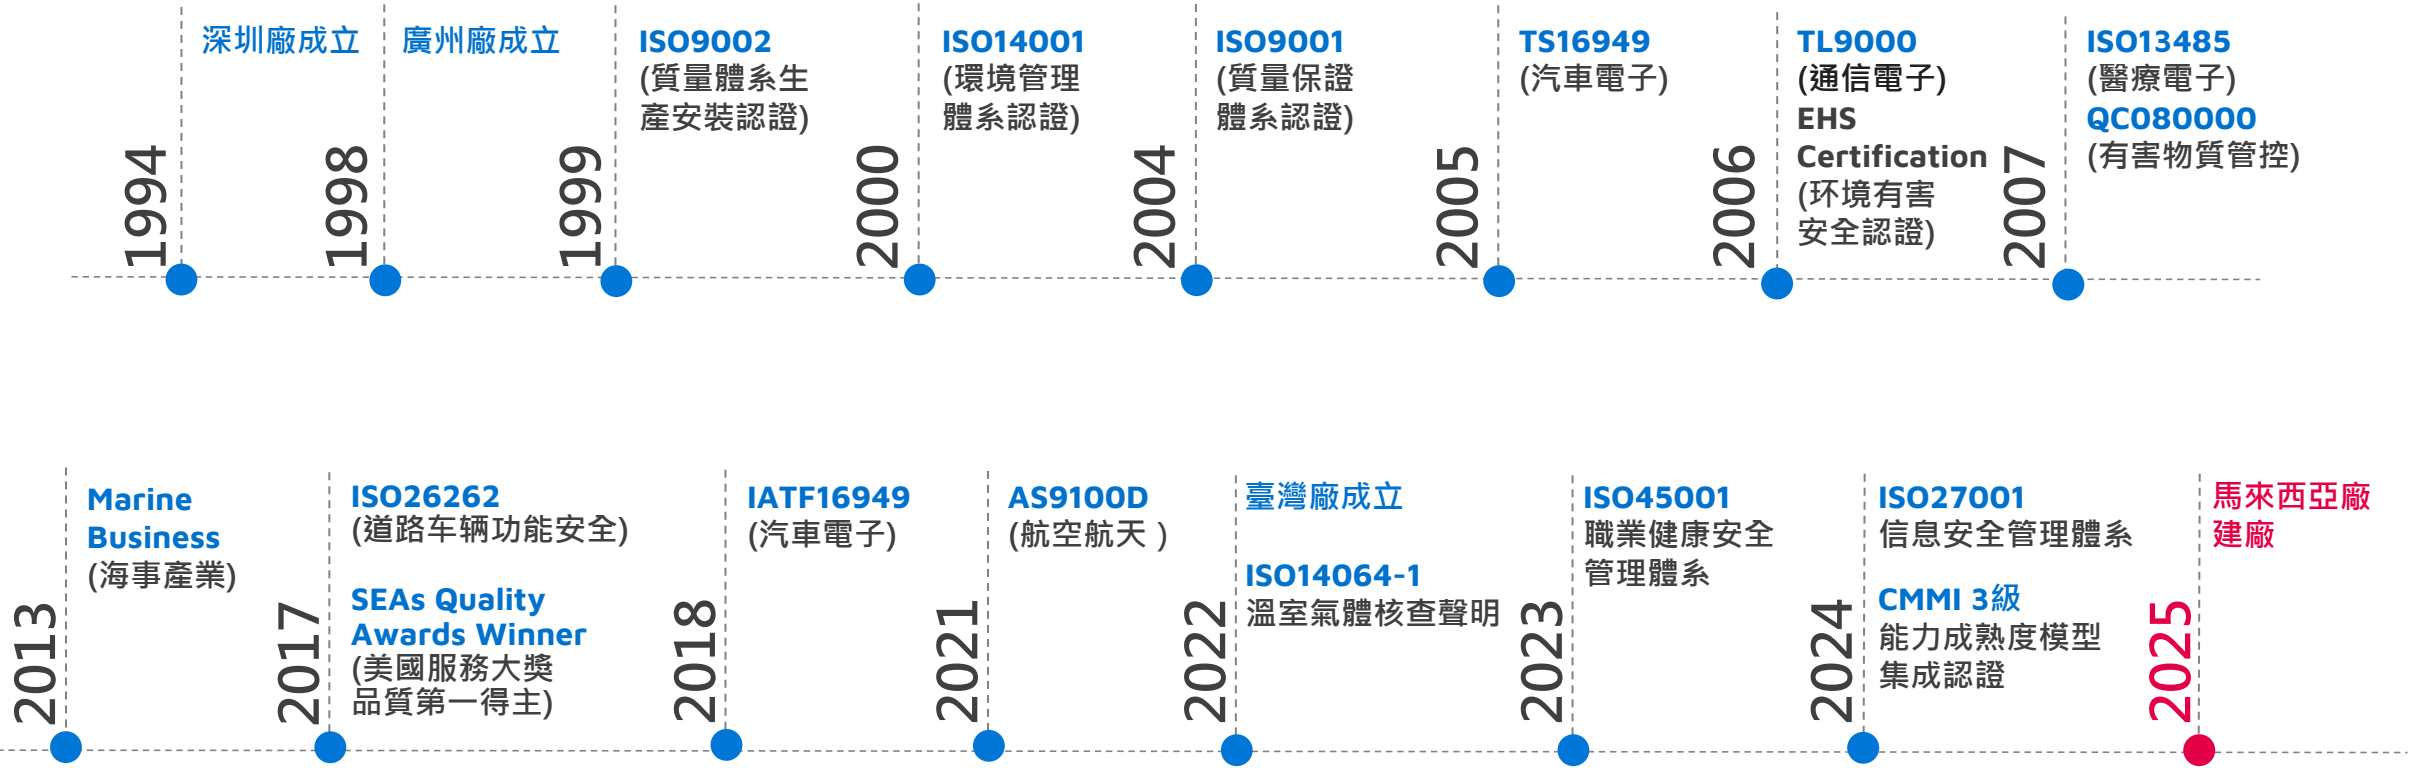 1994
深圳廠成立
1998
廣州廠成立
1999
ISO9002
(質量體系生
產安裝認證)
2000
ISO14001
(環境管理
體系認證)
2004
ISO9001
(質量保證
體系認證)
2005
TS16949
(汽車電子)
2006
TL9000
(通信電子)
EHS
Certification
(环境有害
安全認證)
2007
ISO13485
(醫療電子)
QC080000
(有害物質管控)
2013
Marine
Business
(海事產業)
2017
ISO26262
(道路车辆功能安全)
SEAs Quality
Awards Winner
(美國服務大獎
品質第一得主)
2018
IATF16949
(汽車電子)
2021
AS9100D
(航空航天 )
2022
臺灣廠成立
ISO14064-1
溫室氣體核查聲明
2023
ISO45001
職業健康安全
管理體系
2024
ISO27001
信息安全管理體系
CMMI 3級
能力成熟度模型
集成認證
2025
馬來西亞廠
建廠